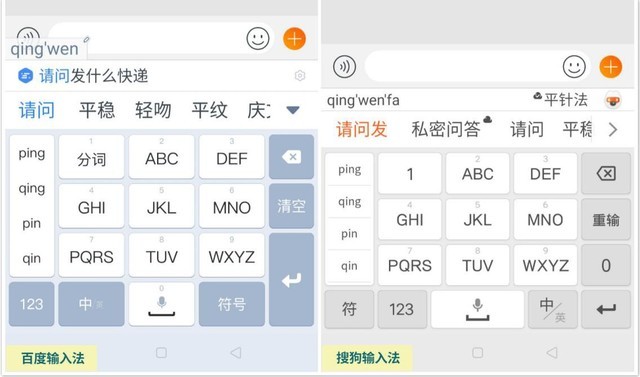 qing'wen
请问发什么快递
请问 平稳 轻吻 平纹
ping
qing
pin
qin
1 分词
2 ABC
3 DEF
4 GHI
5 JKL
6 MNO
清空
7 PQRS
8 TUV
9 WXYZ
123
中/英
0
符号
百度输入法
qing'wen'fa
平针法
请问发 私密问答 请问 平稳
ping
qing
pin
qin
1
2 ABC
3 DEF
4 GHI
5 JKL
6 MNO
重输
7 PQRS
8 TUV
9 WXYZ
0
符
123
中/英
搜狗输入法